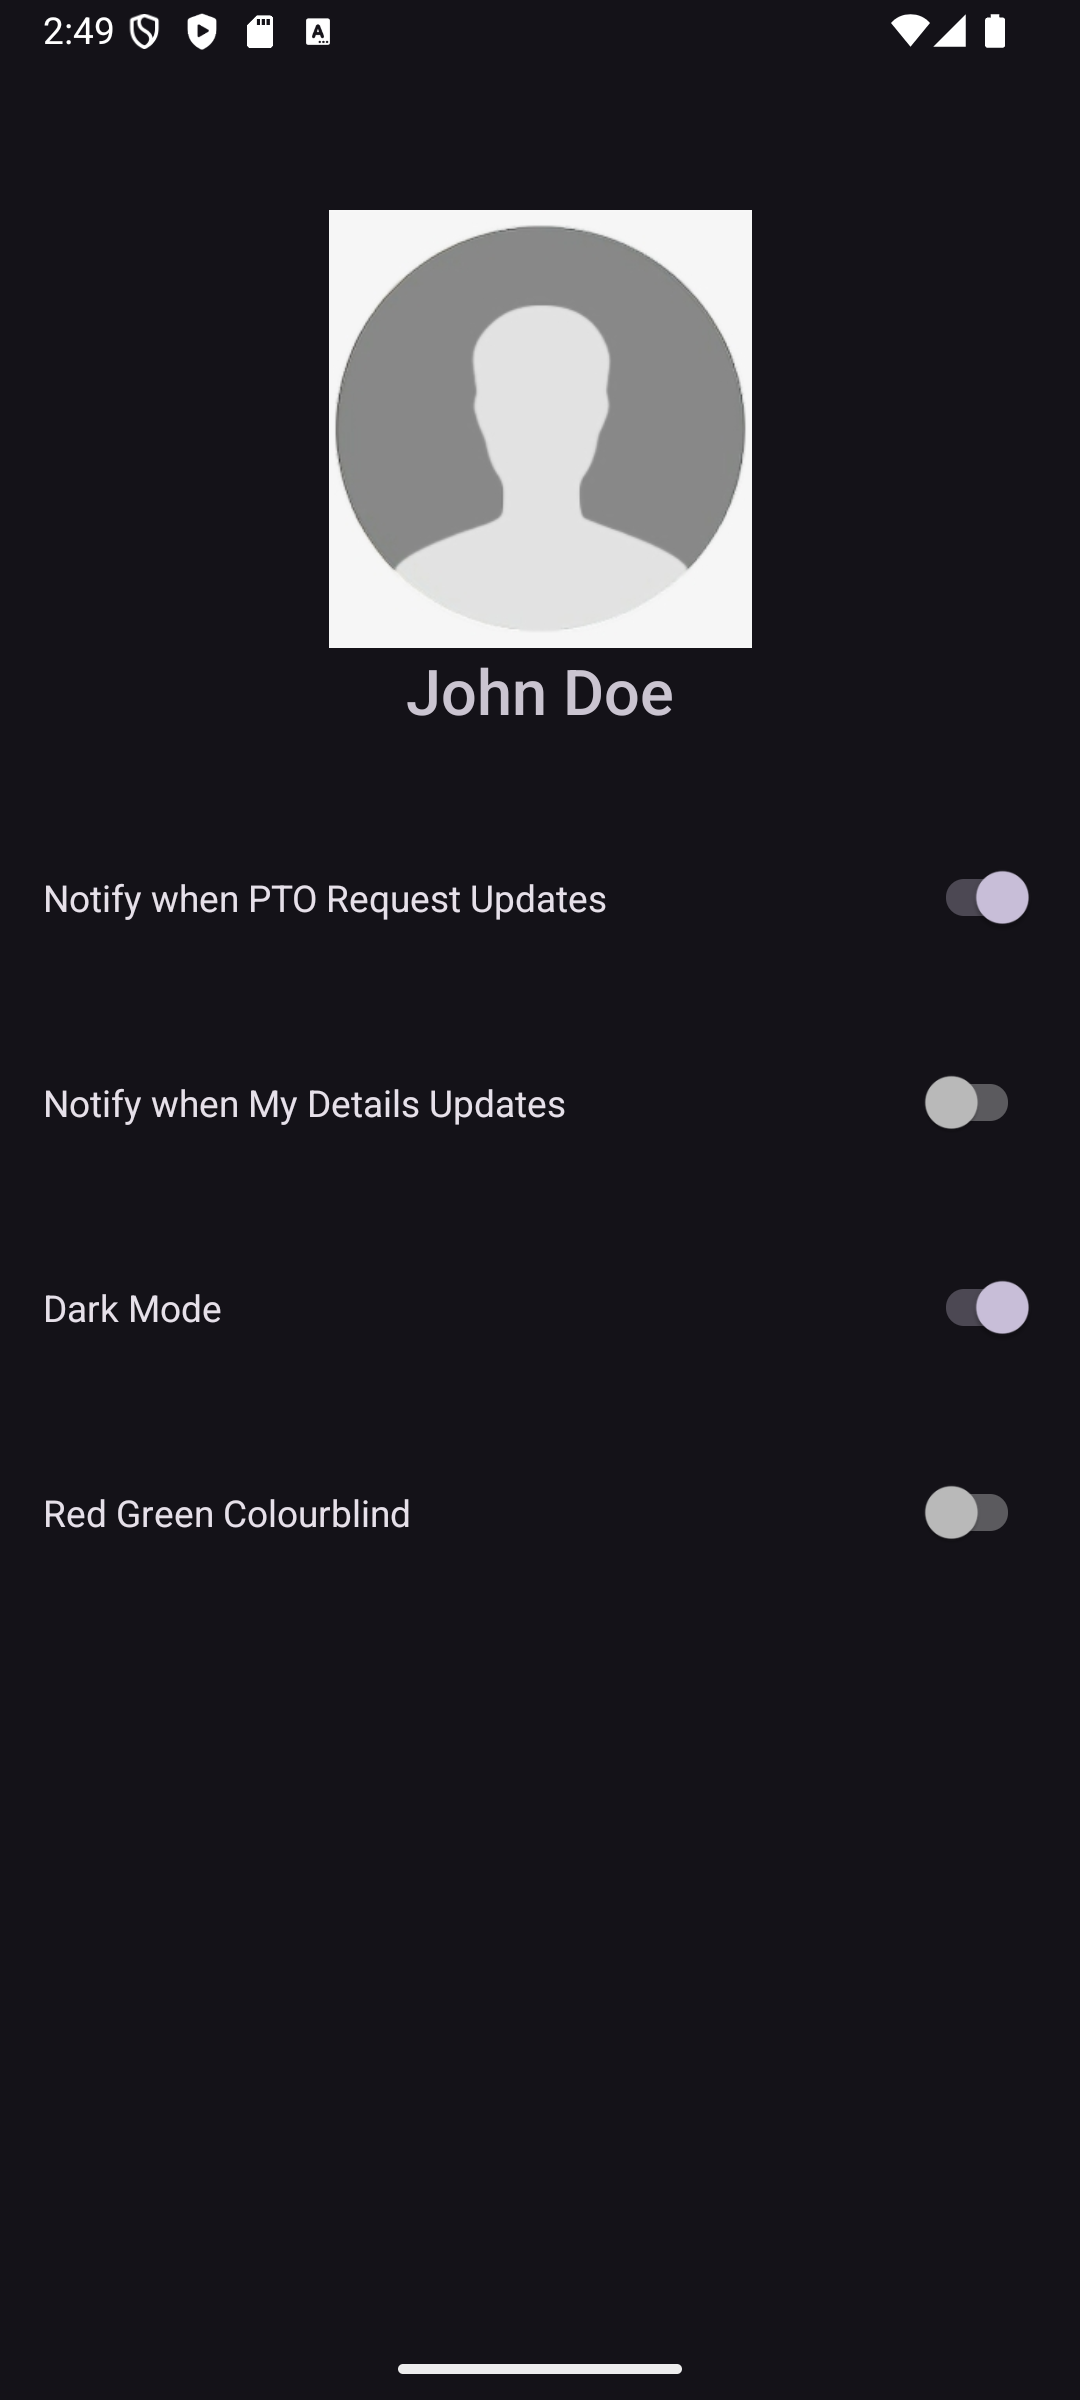 2:49
John Doe
Notify when PTO Request Updates
Notify when My Details Updates
Dark Mode
Red Green Colourblind